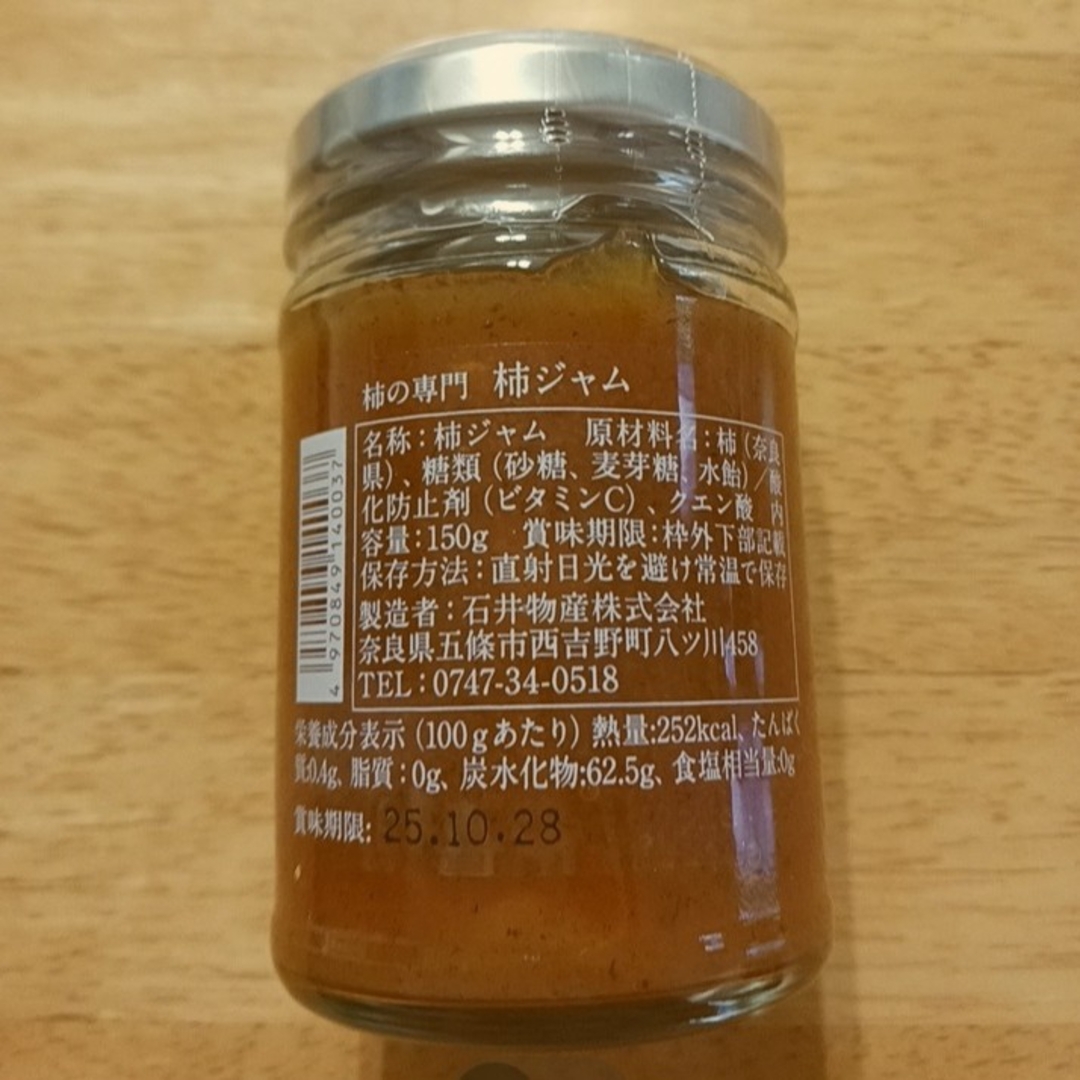 柿の専門 柿ジャム
名称：柿ジャム 原材料名：柿（奈良
県）、糖類（砂糖、麦芽糖、水飴）／酸
化防止剤（ビタミンC）、クエン酸 内
容量：150g 賞味期限：枠外下部記載
保存方法：直射日光を避け常温で保存
製造者：石井物産株式会社
奈良県五條市西吉野町八ツ川458
TEL：0747-34-0518
4 970849 140037
栄養成分表示（100gあたり）熱量:252kcal、たんぱく
質:0.4g、脂質：0g、炭水化物:62.5g、食塩相当量:0g
賞味期限: 25.10.28